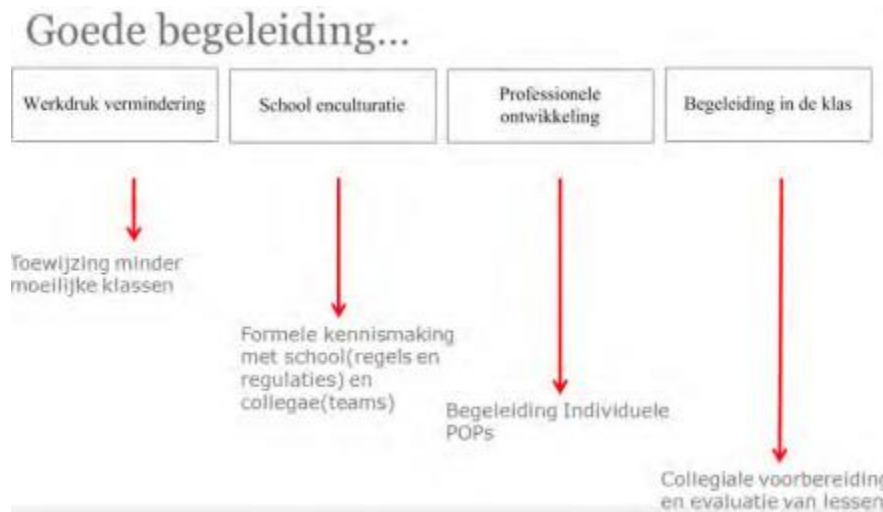 Goede begeleiding...
Werkdruk vermindering
School enculturatie
Professionele
ontwikkeling
Begeleiding in de klas
Toewijzing minder
moeilijke klassen
Formele kennismaking
met school(regels en
regulaties) en
collegae(teams)
Begeleiding Individuele
POPs
Collegiale voorbereiding
en evaluatie van lessen